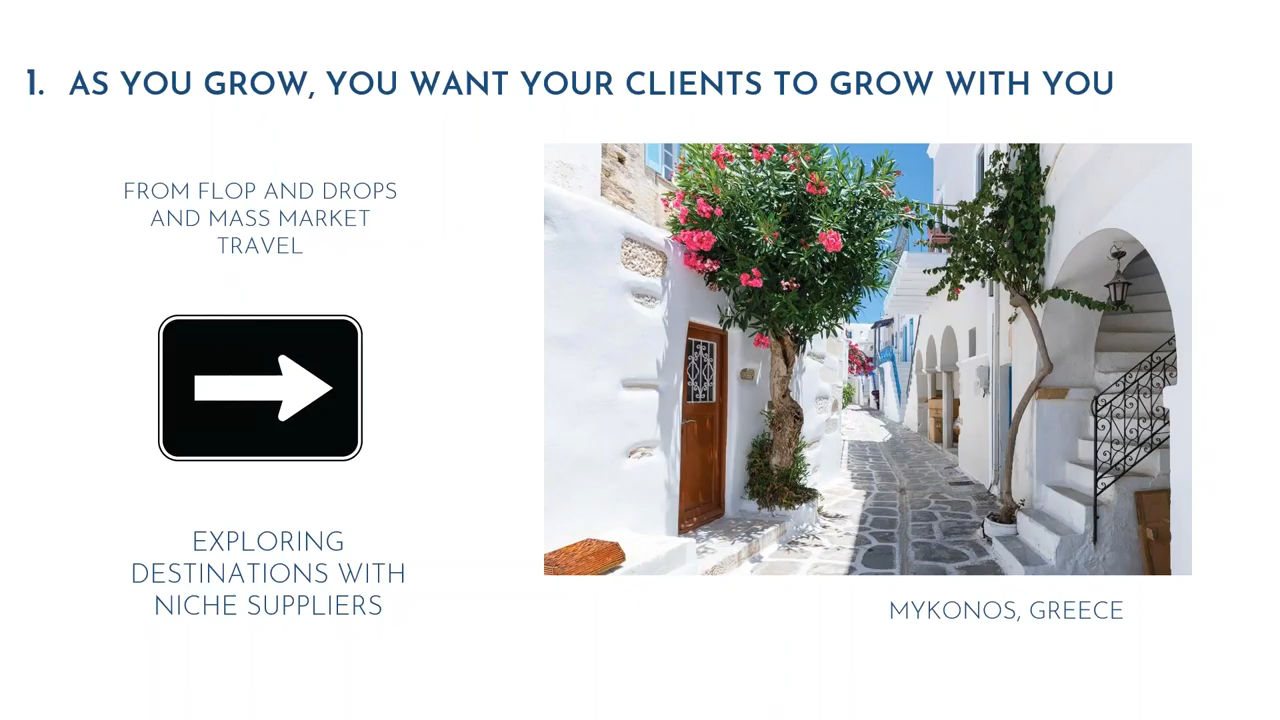 1. AS YOU GROW, YOU WANT YOUR CLIENTS TO GROW WITH YOU
FROM FLOP AND DROPS
AND MASS MARKET
TRAVEL
EXPLORING
DESTINATIONS WITH
NICHE SUPPLIERS
MYKONOS, GREECE